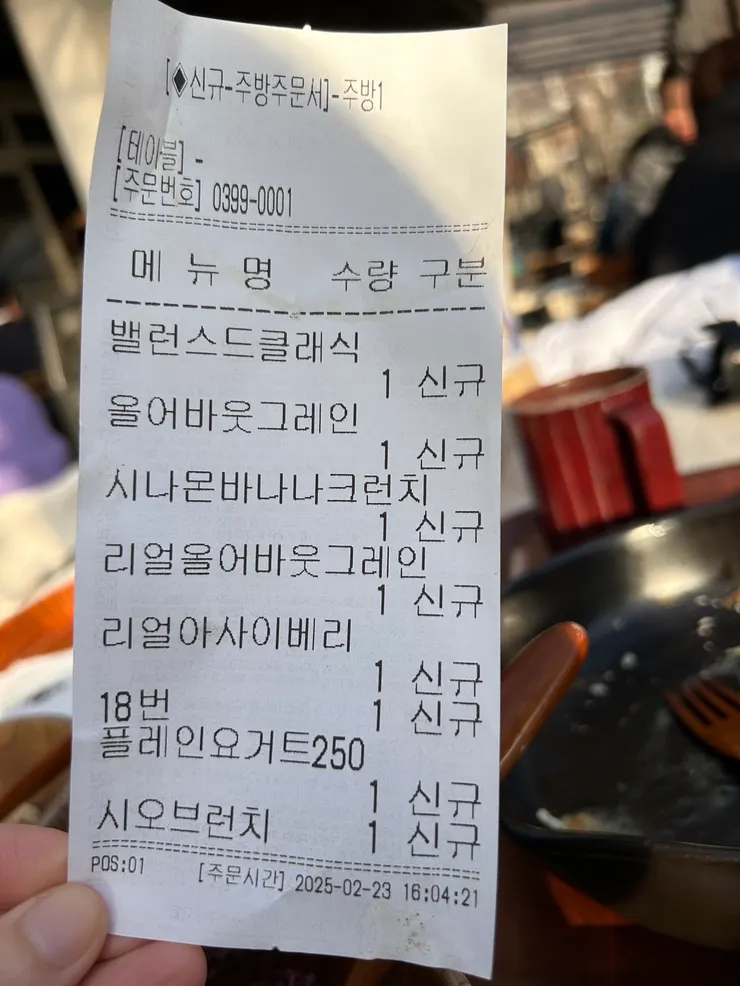 [◆신규-주방주문서]-주방1
[테이블] -
[주문번호] 0399-0001
메 뉴 명 수량 구분
밸런스드클래식
1 신규
올어바웃그레인
1 신규
시나몬바나나크런치
1 신규
리얼올어바웃그레인
1 신규
리얼아사이베리
1 신규
18번 1 신규
플레인요거트250
1 신규
시오브런치 1 신규
POS:01 [주문시간] 2025-02-23 16:04:21